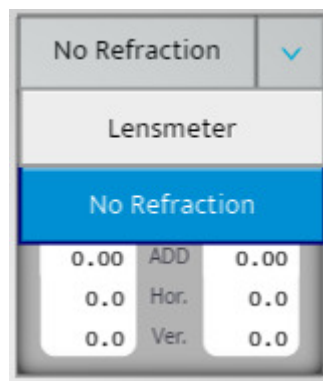 No Refraction
Lensmeter
No Refraction
0.00 ADD 0.00
0.0 Hor. 0.0
0.0 Ver. 0.0